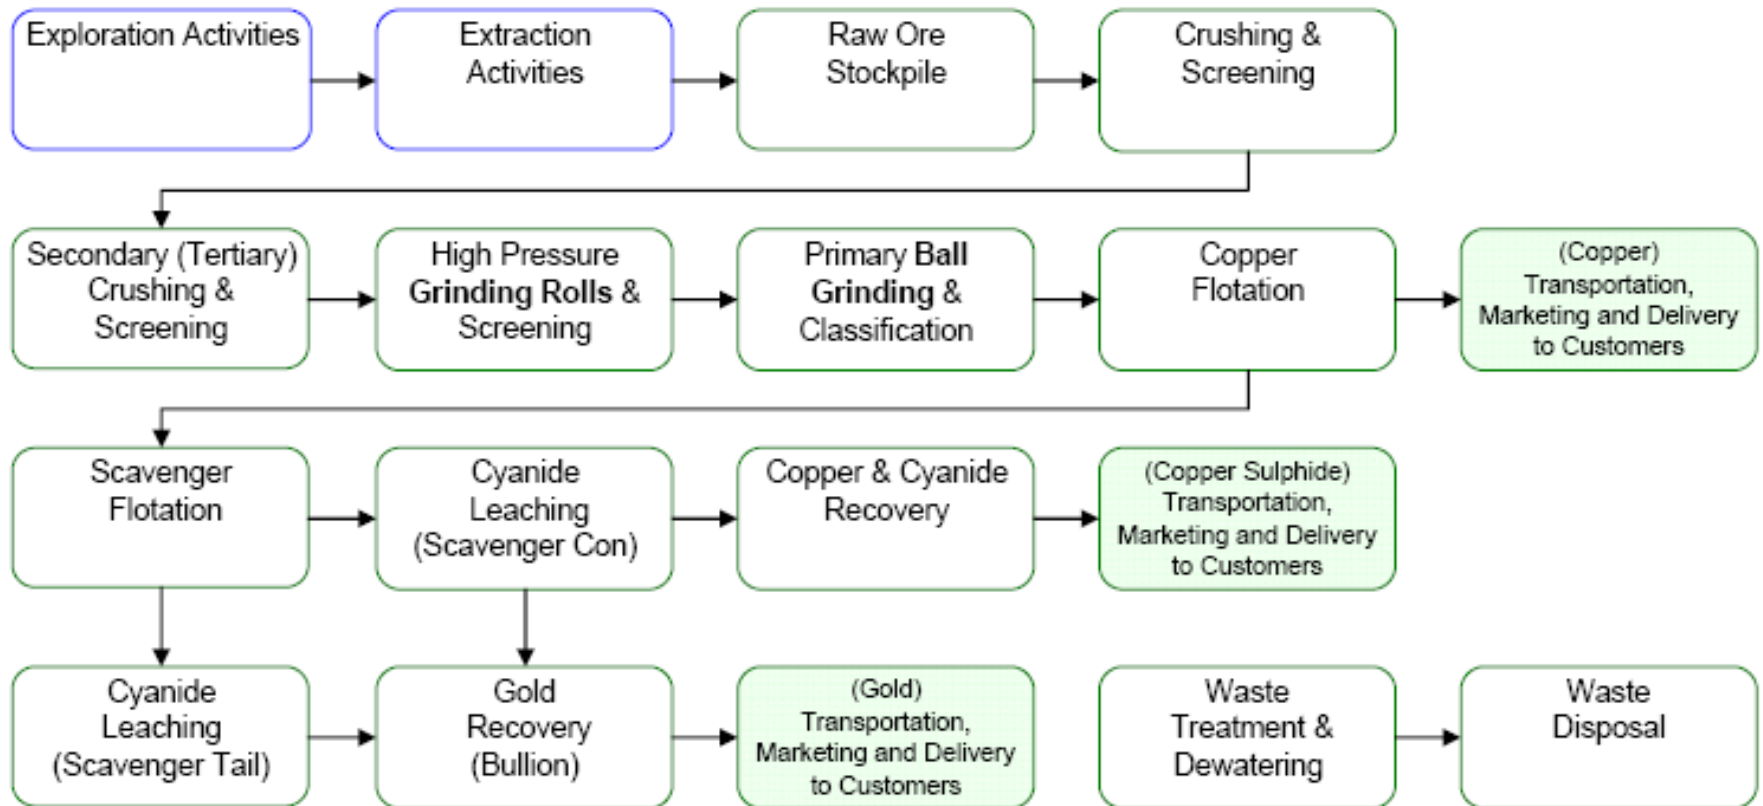 Exploration Activities
Extraction
Activities
Raw Ore
Stockpile
Crushing &
Screening
Secondary (Tertiary)
Crushing &
Screening
High Pressure
Grinding Rolls &
Screening
Primary Ball
Grinding &
Classification
Copper
Flotation
(Copper)
Transportation,
Marketing and Delivery
to Customers
Scavenger
Flotation
Cyanide
Leaching
(Scavenger Con)
Copper & Cyanide
Recovery
(Copper Sulphide)
Transportation,
Marketing and Delivery
to Customers
Cyanide
Leaching
(Scavenger Tail)
Gold
Recovery
(Bullion)
(Gold)
Transportation,
Marketing and Delivery
to Customers
Waste
Treatment &
Dewatering
Waste
Disposal